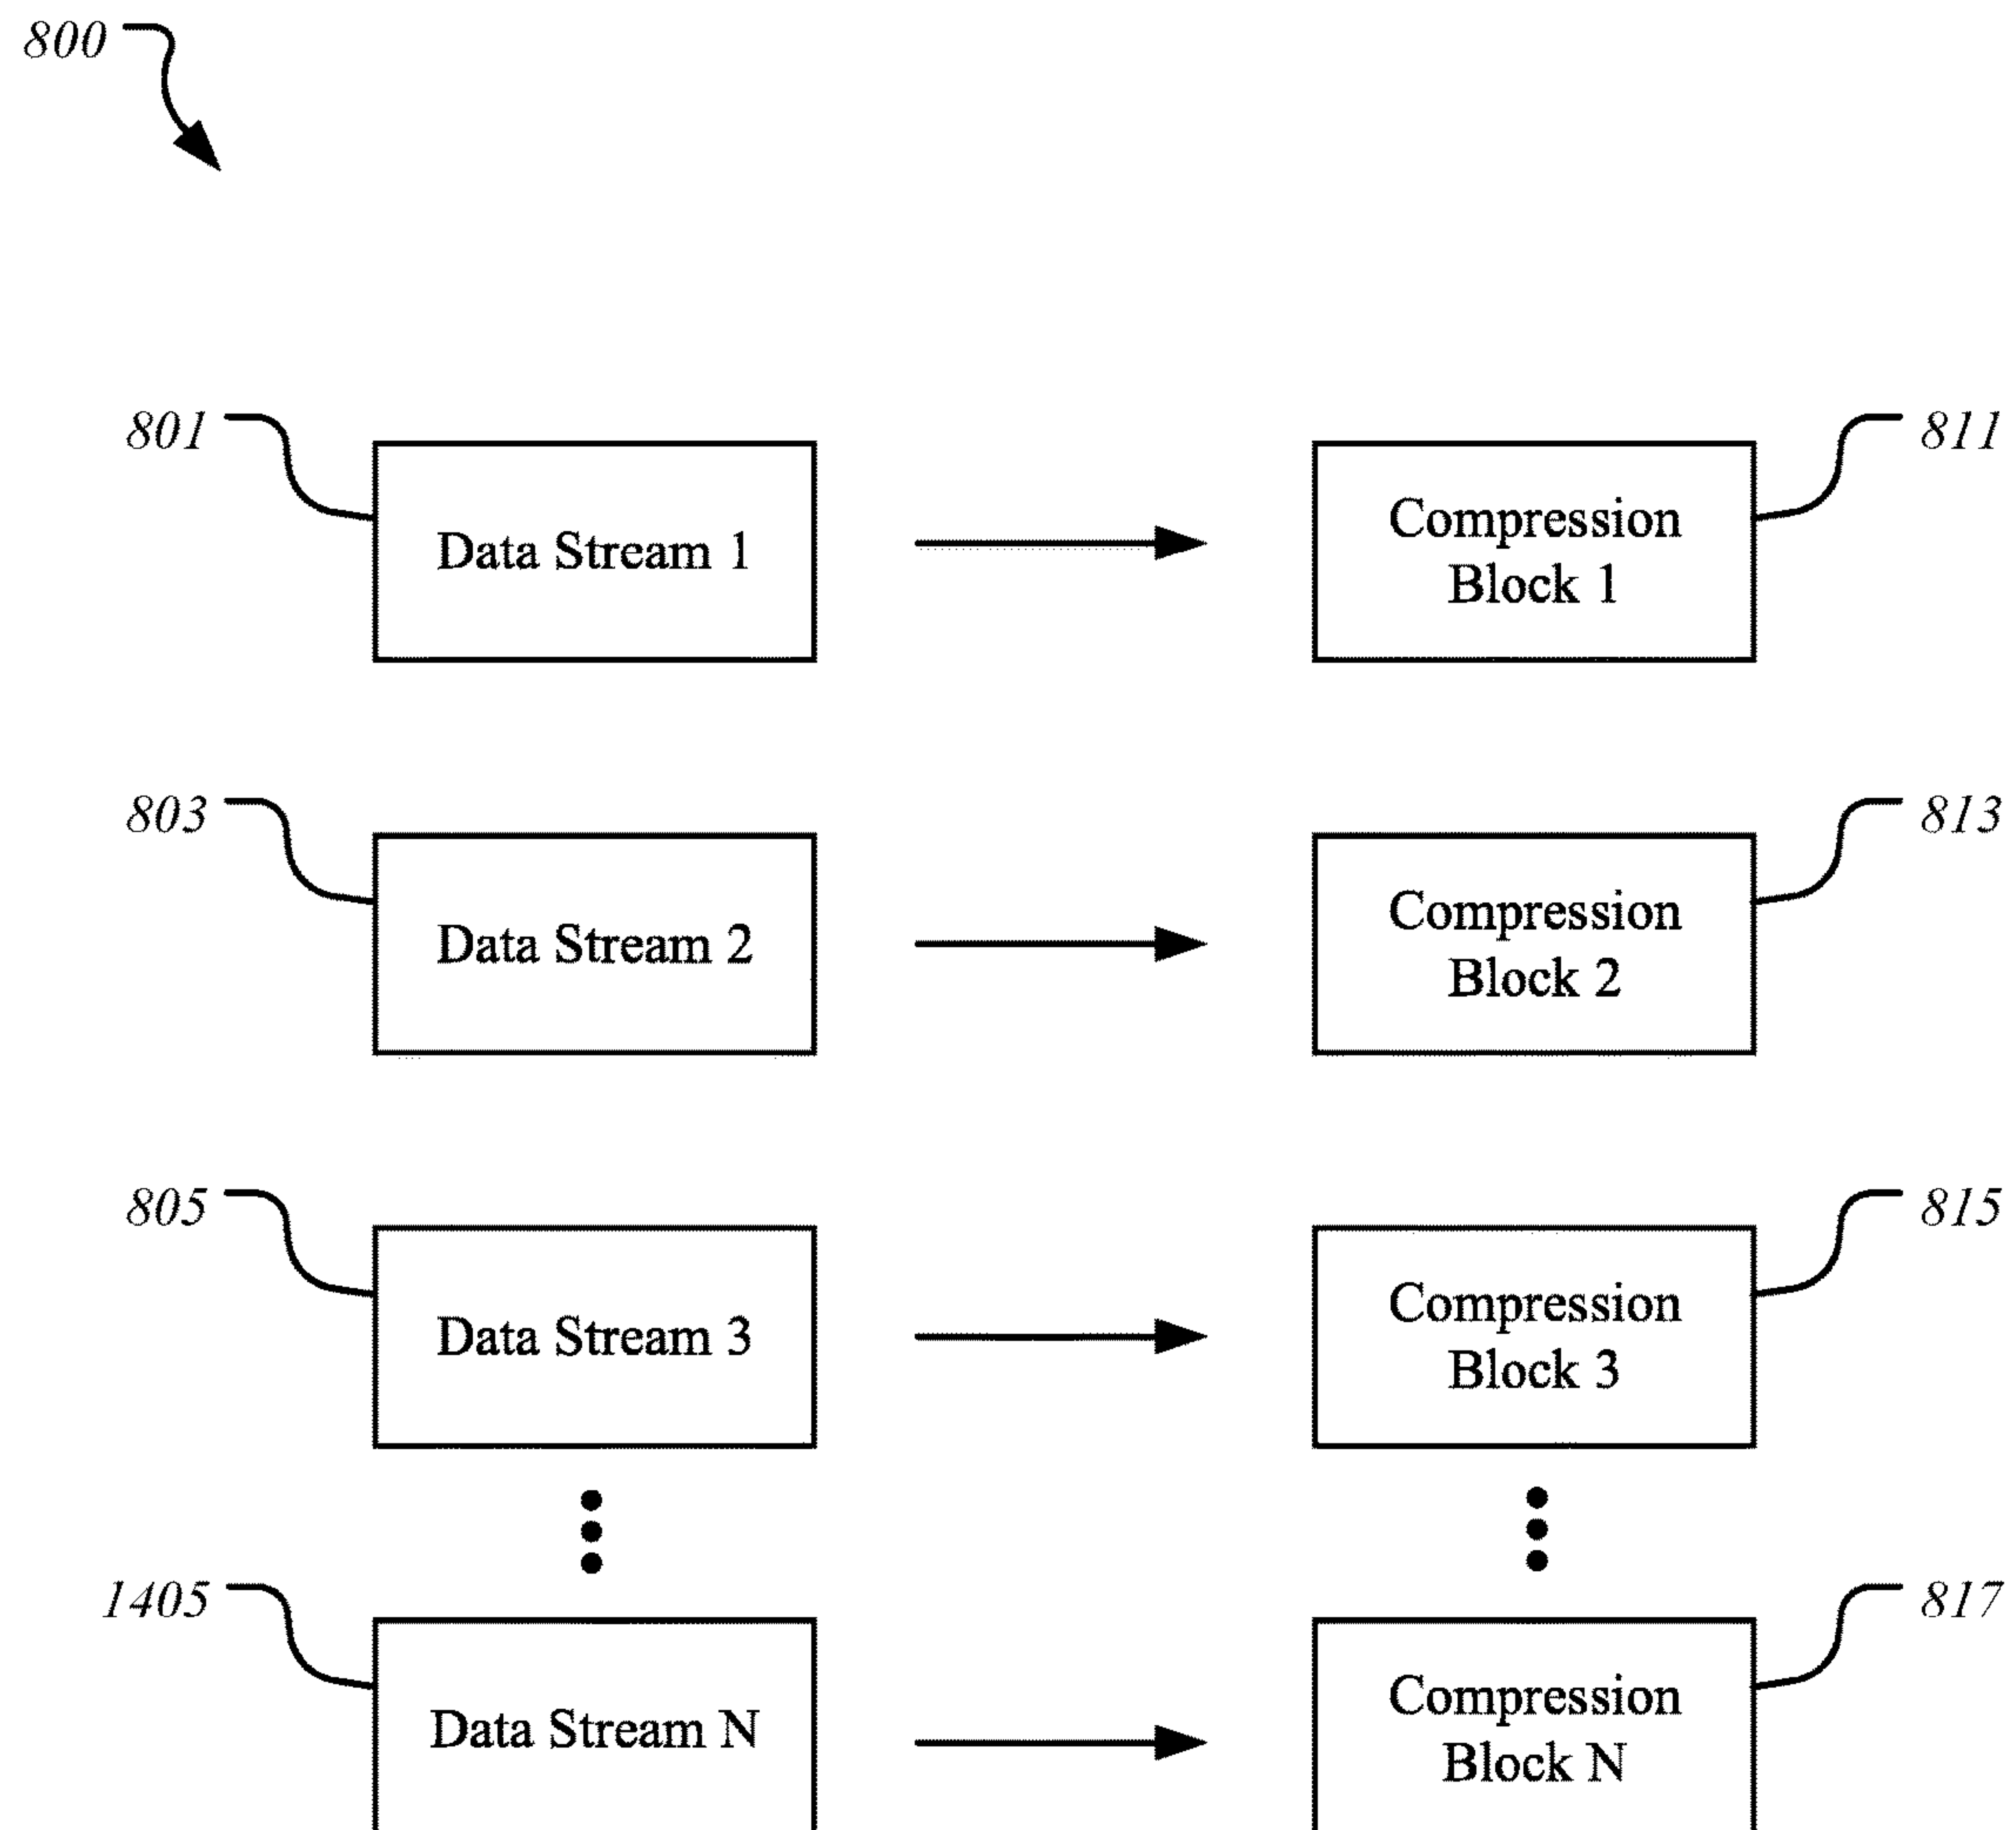 800
801
Data Stream 1
Compression
Block 1
811
803
Data Stream 2
Compression
Block 2
813
805
Data Stream 3
Compression
Block 3
815
1405
Data Stream N
Compression
Block N
817